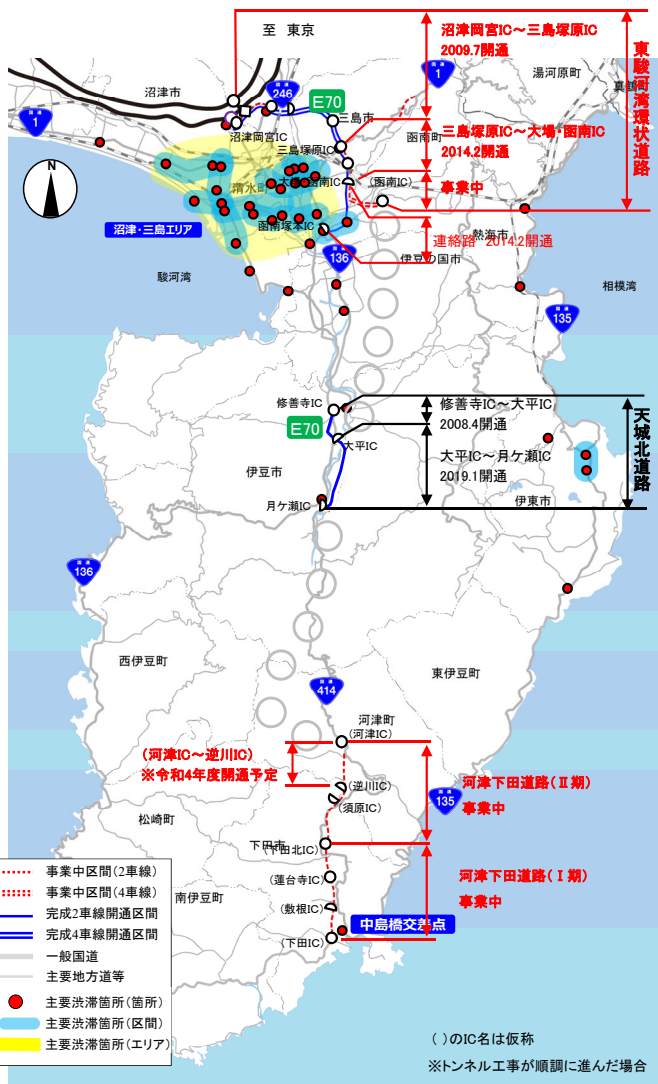 至 東京
沼津岡宮IC～三島塚原IC
2009.7開通
東駿河湾環状道路
国道
1
湯河原町
真鶴町
沼津市
国道
246
E70
国道
1
三島市
函南町
沼津岡宮IC
三島塚原IC
三島塚原IC～大場・函南IC
2014.2開通
N
清水町
大場・函南IC
(函南IC)
事業中
沼津・三島エリア
函南塚本IC
熱海市
連絡路 2014.2開通
国道
136
伊豆の国市
駿河湾
相模湾
国道
135
修善寺IC
修善寺IC～大平IC
2008.4開通
天城北道路
E70
大平IC
大平IC～月ケ瀬IC
2019.1開通
伊豆市
月ケ瀬IC
伊東市
国道
136
西伊豆町
東伊豆町
国道
414
河津町
(河津IC)
(河津IC～逆川IC)
※令和4年度開通予定
(逆川IC)
(須原IC)
河津下田道路(Ⅱ期)
事業中
国道
135
松崎町
下田市
(下田北IC)
(蓮台寺IC)
河津下田道路(Ⅰ期)
事業中
南伊豆町
(敷根IC)
中島橋交差点
(下田IC)
事業中区間(2車線)
事業中区間(4車線)
完成2車線開通区間
完成4車線開通区間
一般国道
主要地方道等
主要渋滞箇所(箇所)
主要渋滞箇所(区間)
主要渋滞箇所(エリア)
( )のIC名は仮称
※トンネル工事が順調に進んだ場合